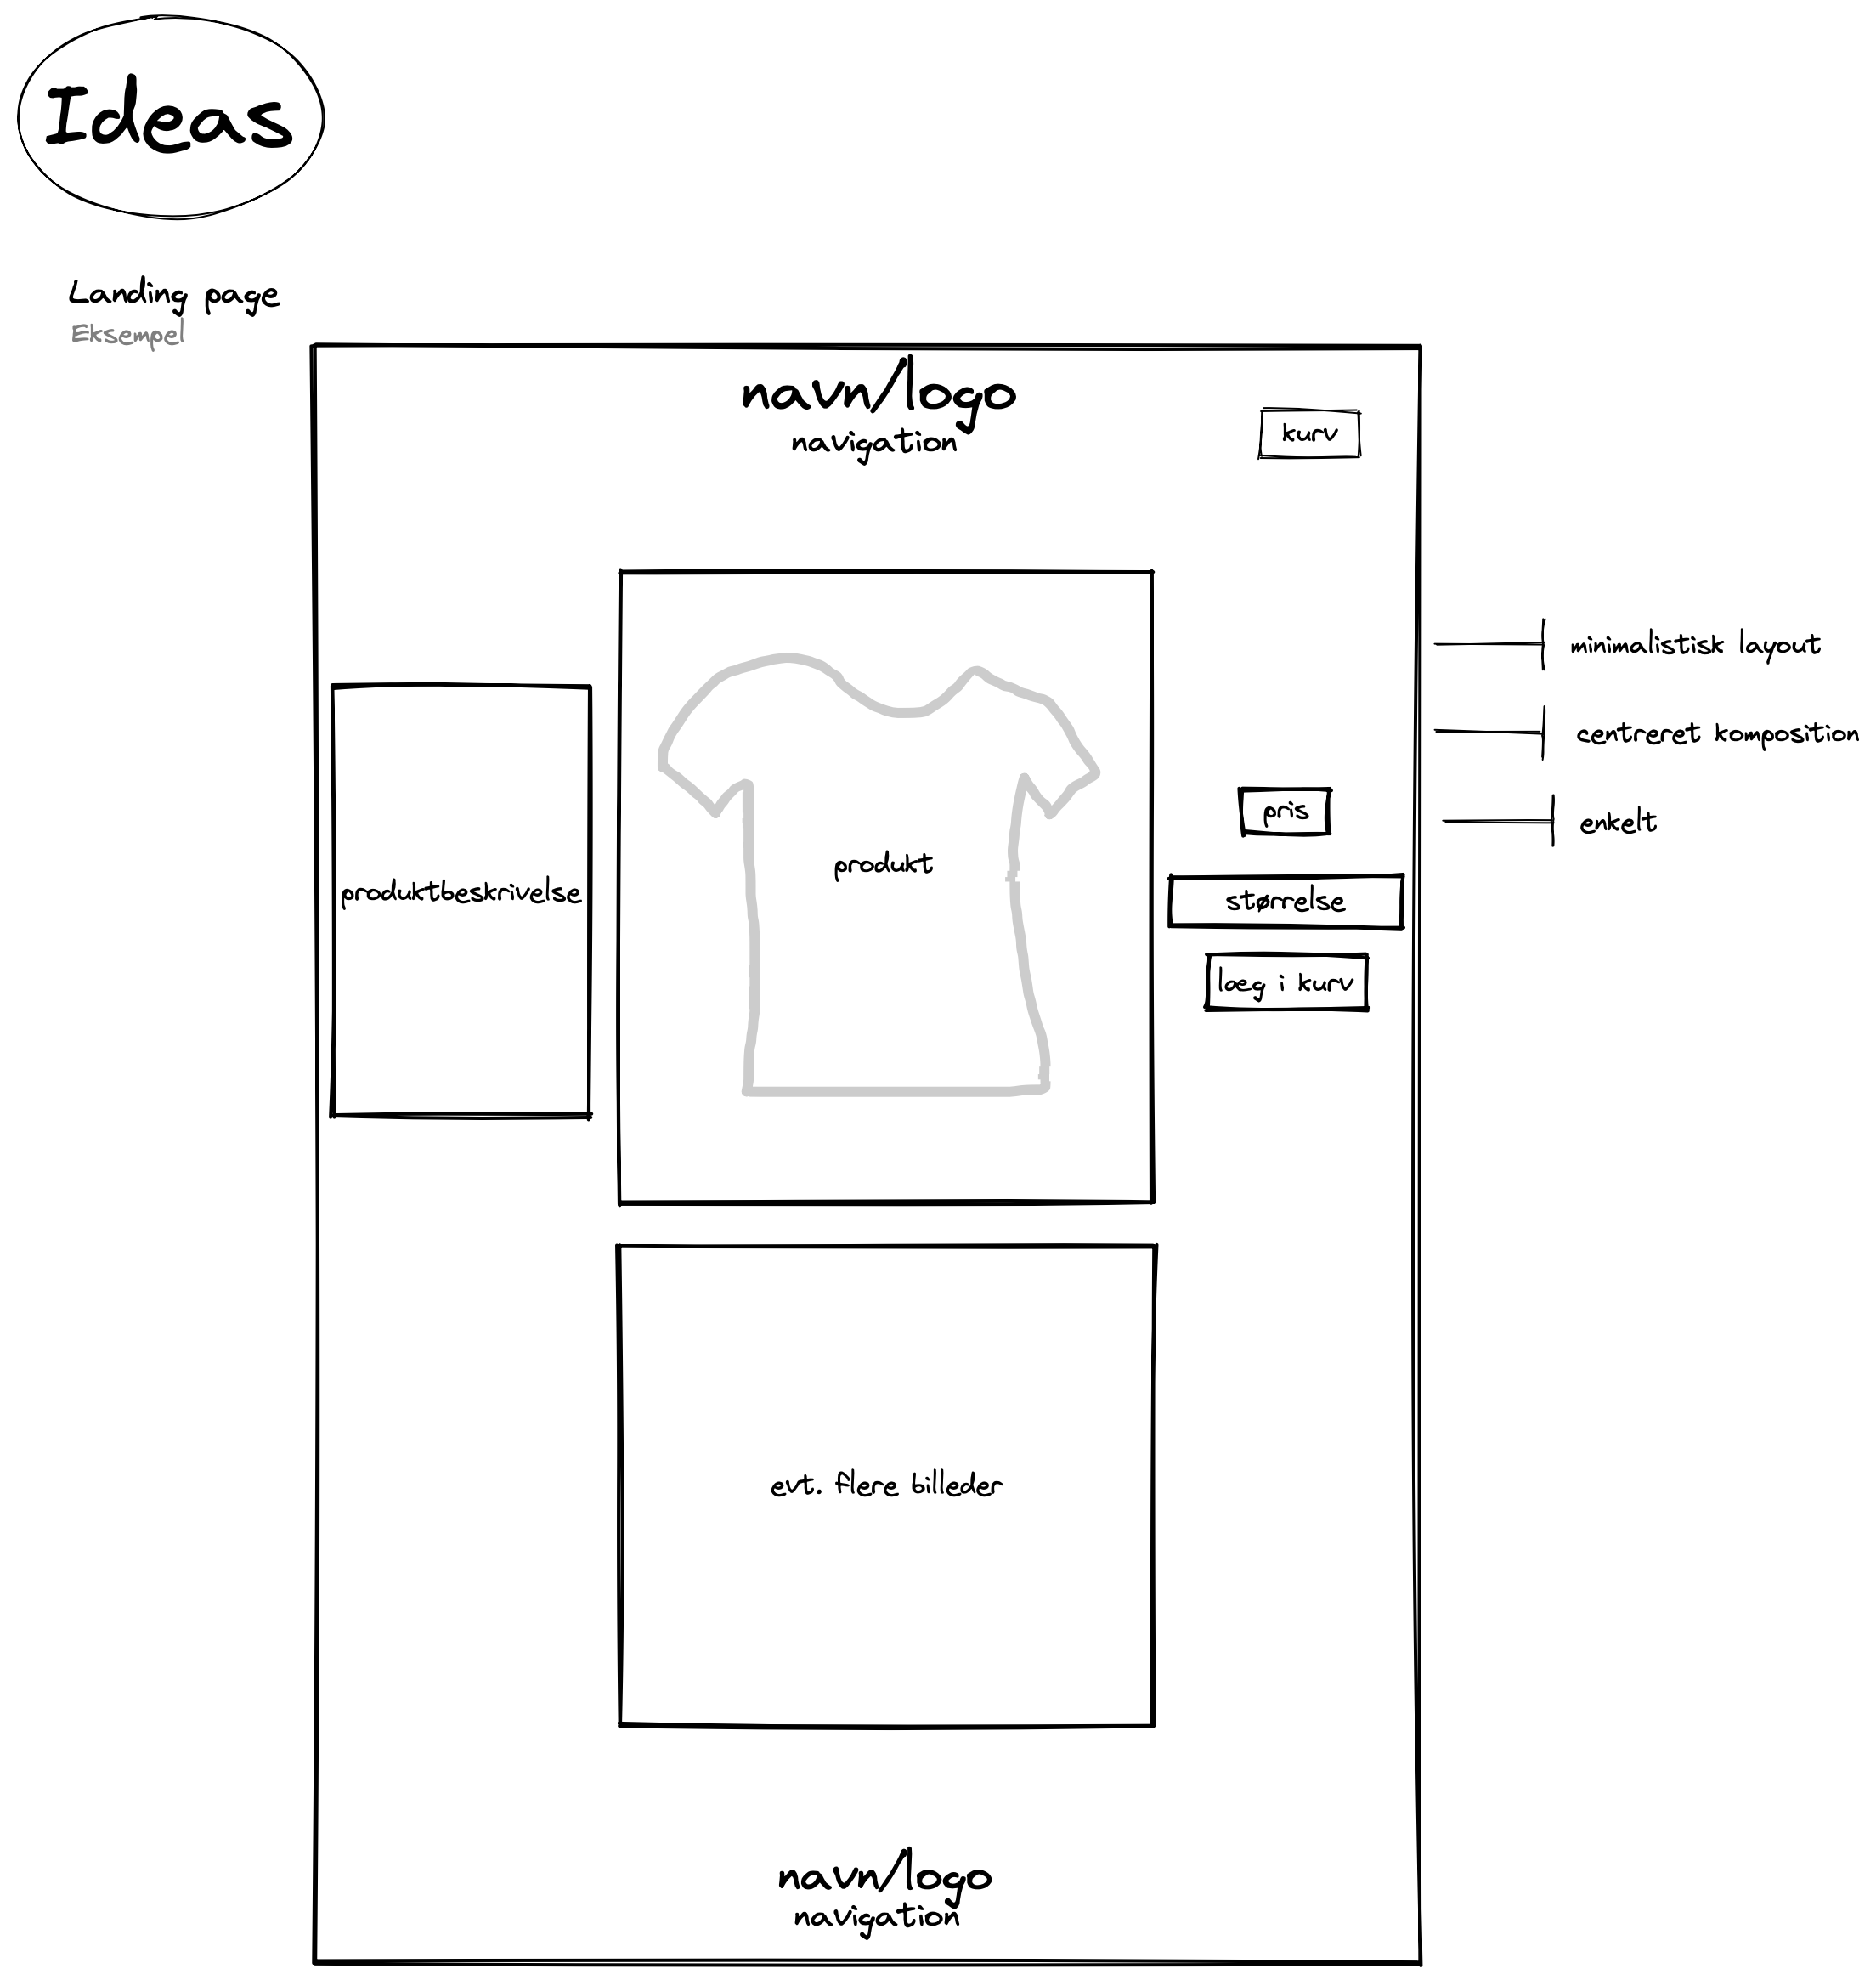 Ideas
Landing page
Eksempel
navn/logo
navigation
kurv
minimalistisk layout
centreret komposition
pris
enkelt
produkt
produktbeskrivelse
størrelse
læg i kurv
evt. flere billeder
navn/logo
navigation